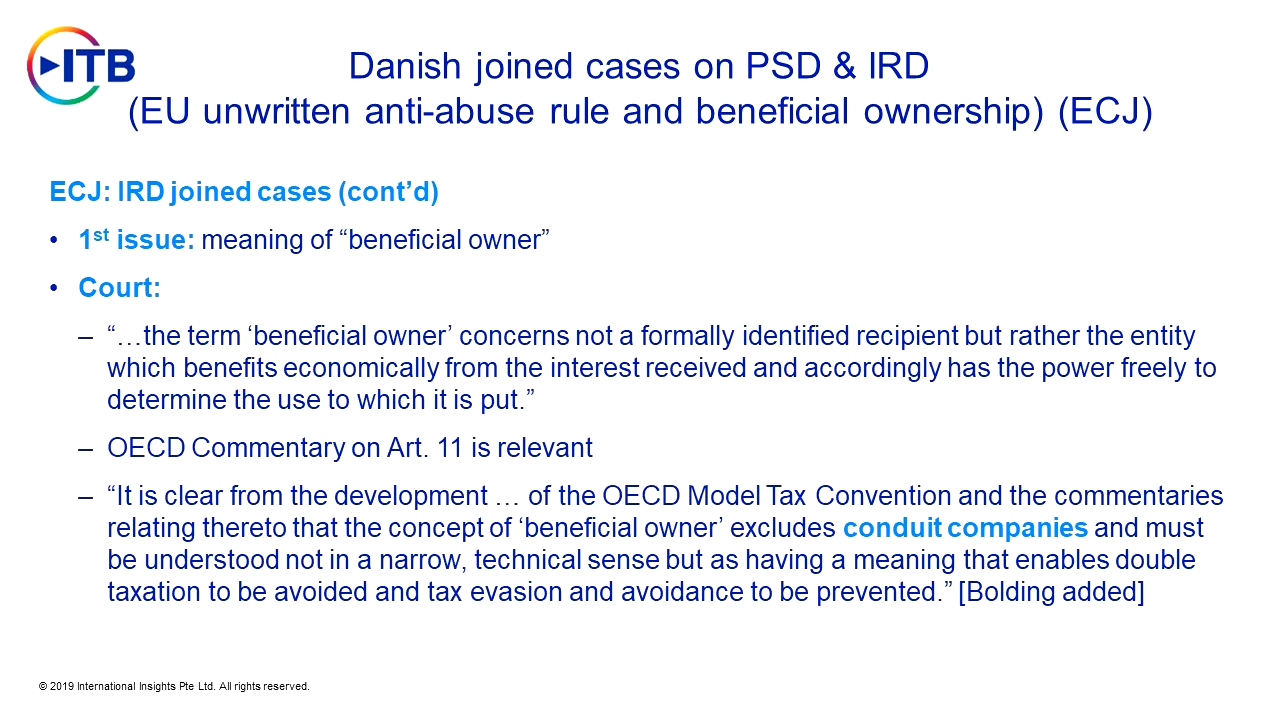 ITB
Danish joined cases on PSD & IRD
(EU unwritten anti-abuse rule and beneficial ownership) (ECJ)
ECJ: IRD joined cases (cont’d)
• 1st issue: meaning of “beneficial owner”
• Court:
– “…the term ‘beneficial owner’ concerns not a formally identified recipient but rather the entity
which benefits economically from the interest received and accordingly has the power freely to
determine the use to which it is put.”
– OECD Commentary on Art. 11 is relevant
– “It is clear from the development … of the OECD Model Tax Convention and the commentaries
relating thereto that the concept of ‘beneficial owner’ excludes conduit companies and must
be understood not in a narrow, technical sense but as having a meaning that enables double
taxation to be avoided and tax evasion and avoidance to be prevented.” [Bolding added]
© 2019 International Insights Pte Ltd. All rights reserved.